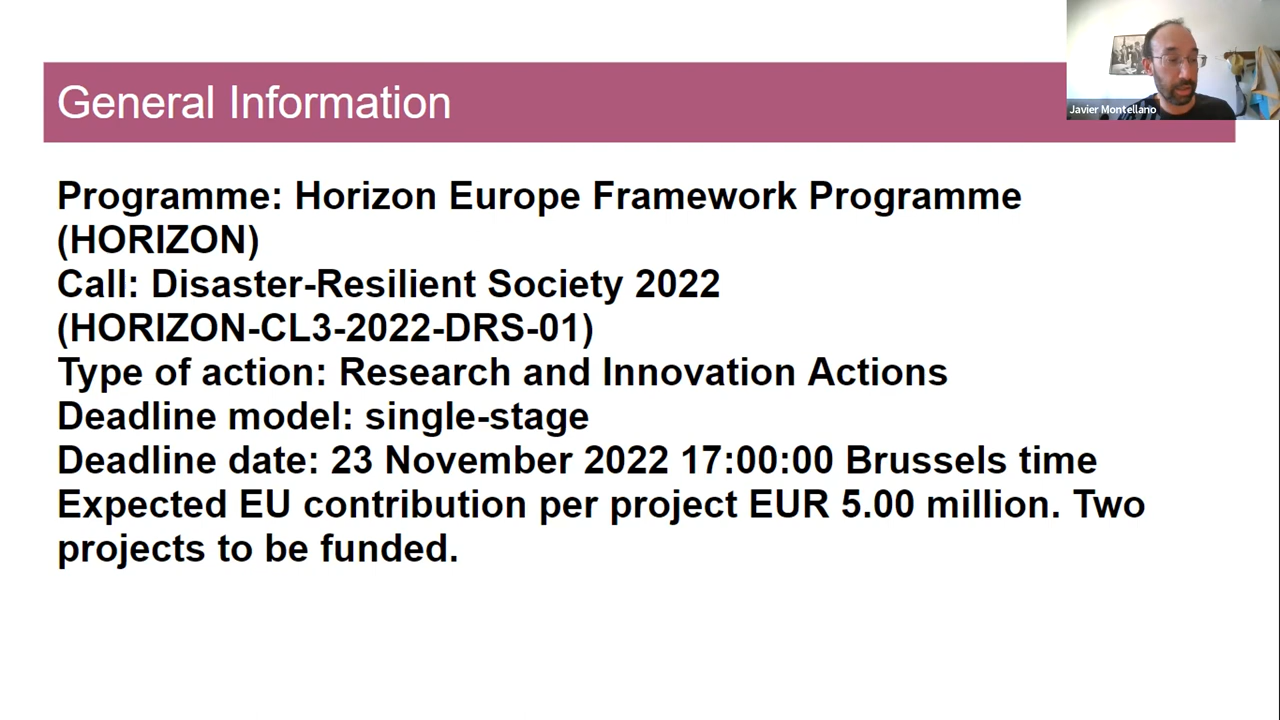 General Information
Javier Montellano
Programme: Horizon Europe Framework Programme
(HORIZON)
Call: Disaster-Resilient Society 2022
(HORIZON-CL3-2022-DRS-01)
Type of action: Research and Innovation Actions
Deadline model: single-stage
Deadline date: 23 November 2022 17:00:00 Brussels time
Expected EU contribution per project EUR 5.00 million. Two
projects to be funded.